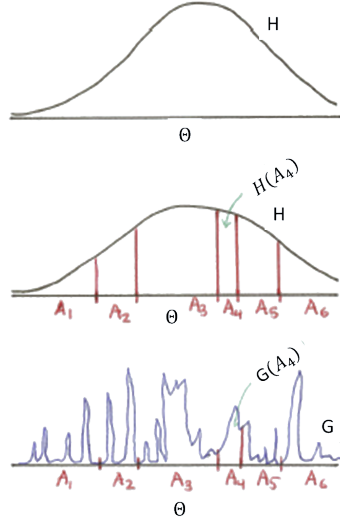 H
Θ
H(A4)
H
A1 A2 Θ A3 A4 A5 A6
G(A4)
G
A1 A2 A3 A4 A5 A6
Θ